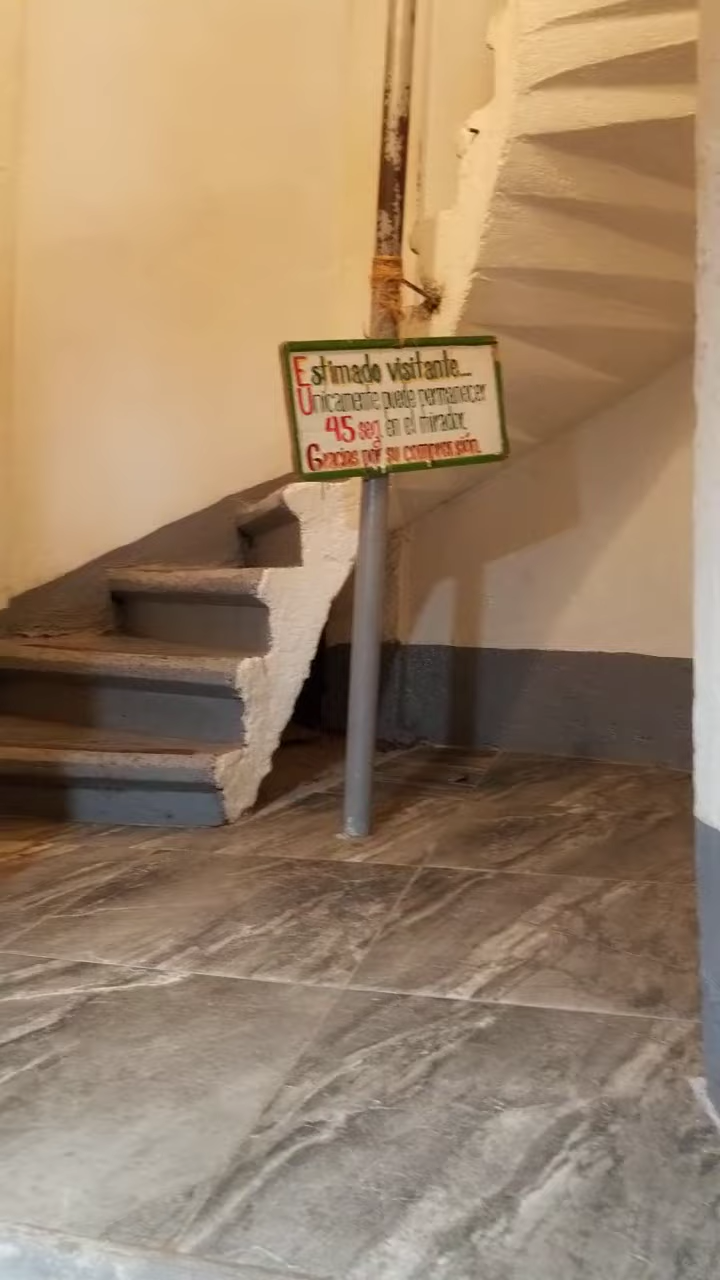 Estimado visitante...
Unicamente puede permanecer
45 seg. en el mirador.
Gracias por su comprensión.